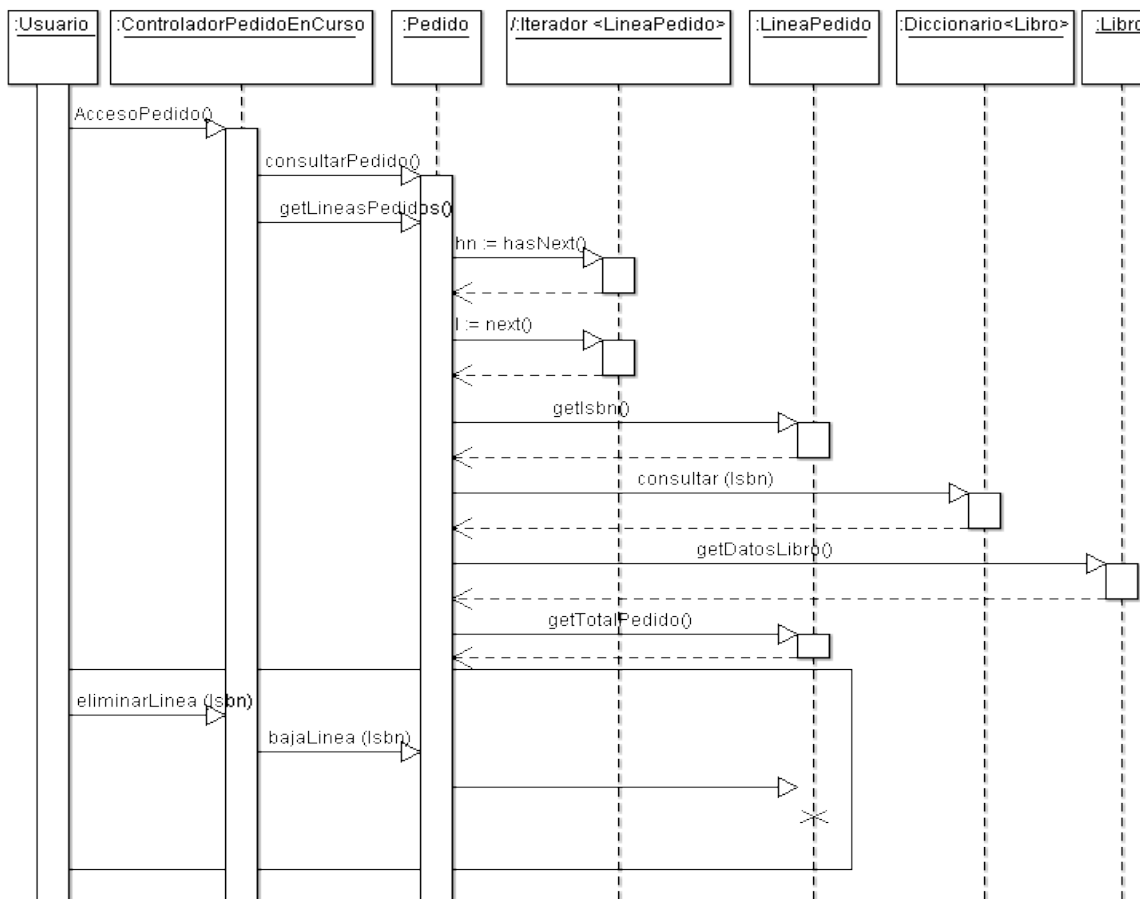 :Usuario
:ControladorPedidoEnCurso
:Pedido
/:Iterador <LineaPedido>
:LineaPedido
:Diccionario<Libro>
:Libro
AccesoPedido()
consultarPedido()
getLineasPedidos()
hn := hasNext()
l := next()
getIsbn()
consultar (Isbn)
getDatosLibro()
getTotalPedido()
eliminarLinea (Isbn)
bajaLinea (Isbn)